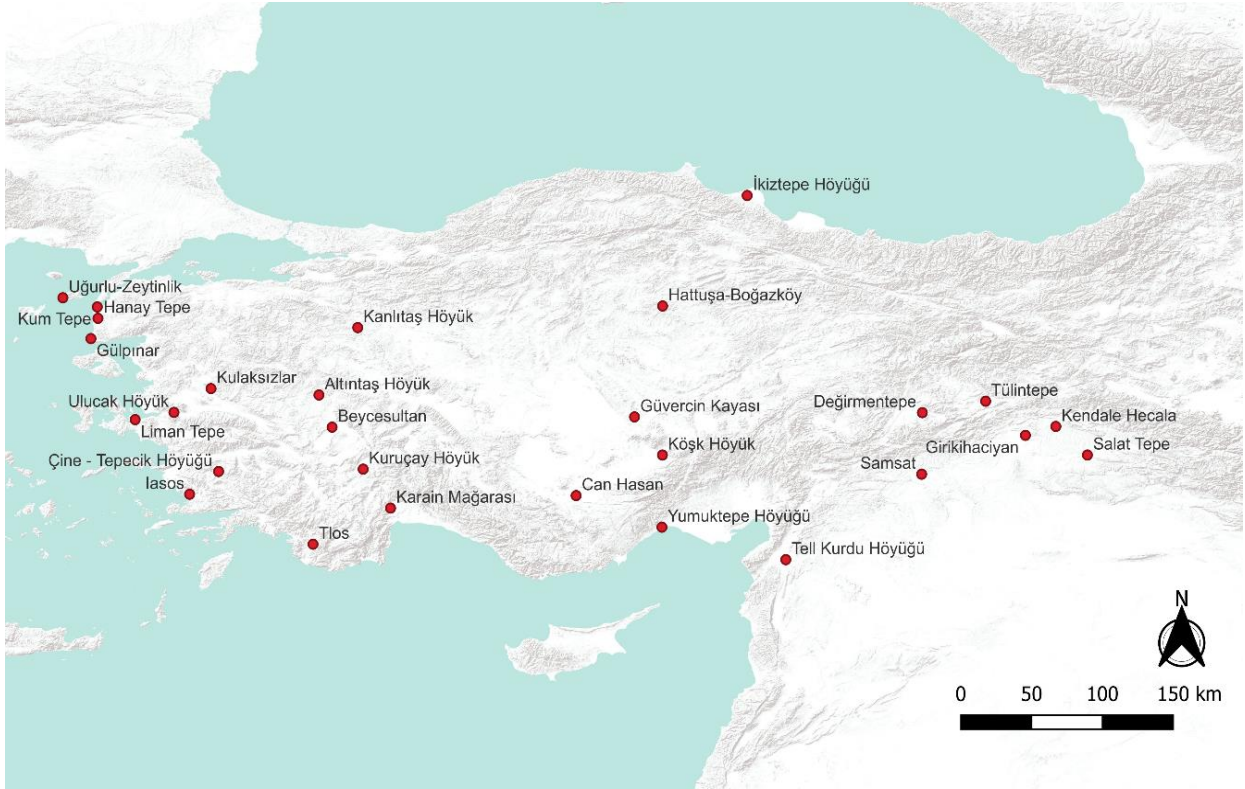 İkiztepe Höyüğü
Uğurlu-Zeytinlik
Hanay Tepe
Kum Tepe
Hattuşa-Boğazköy
Kanlıtaş Höyük
Gülpınar
Kulaksızlar
Altıntaş Höyük
Tülintepe
Ulucak Höyük
Güvercin Kayası
Değirmentepe
Beycesultan
Kendale Hecala
Liman Tepe
Girikihaciyan
Köşk Höyük
Salat Tepe
Çine - Tepecik Höyüğü
Kuruçay Höyük
Samsat
Iasos
Can Hasan
Karain Mağarası
Yumuktepe Höyüğü
Tlos
Tell Kurdu Höyüğü
N
0 50 100 150 km